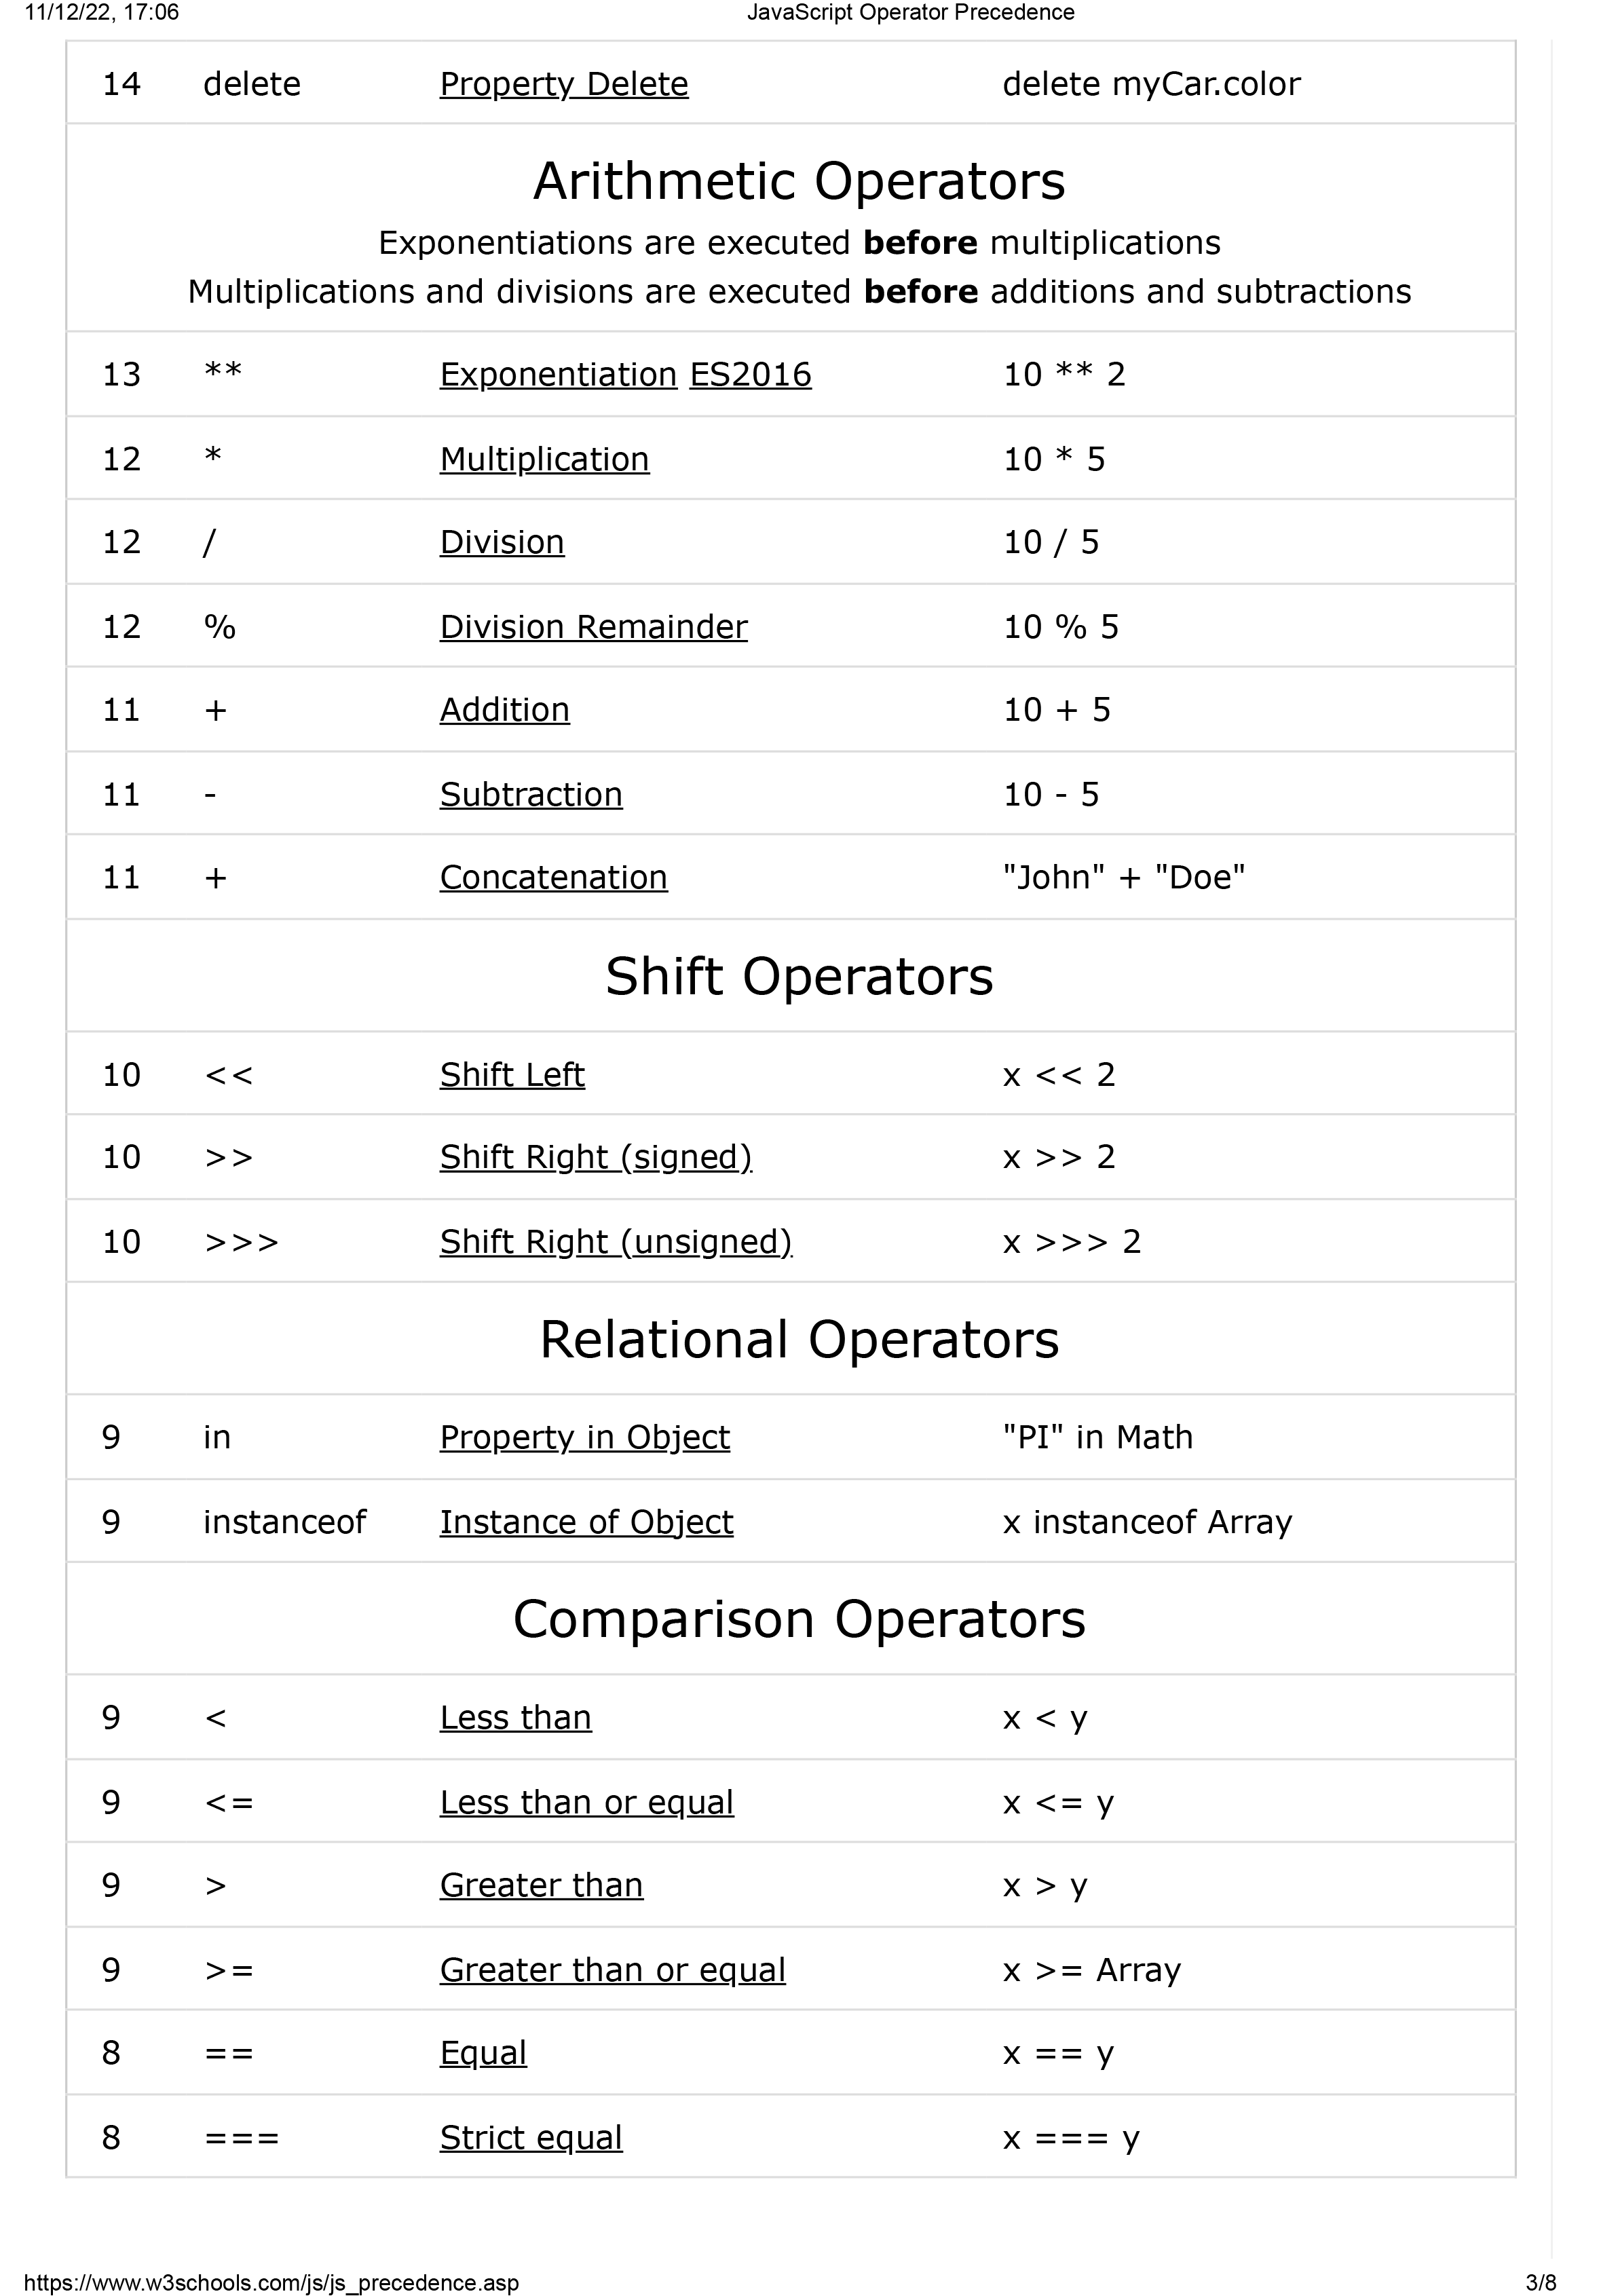 11/12/22, 17:06 JavaScript Operator Precedence
14 delete Property Delete delete myCar.color
Arithmetic Operators
Exponentiations are executed before multiplications
Multiplications and divisions are executed before additions and subtractions
13 ** Exponentiation ES2016 10 ** 2
12 * Multiplication 10 * 5
12 / Division 10 / 5
12 % Division Remainder 10 % 5
11 + Addition 10 + 5
11 - Subtraction 10 - 5
11 + Concatenation "John" + "Doe"
Shift Operators
10 << Shift Left x << 2
10 >> Shift Right (signed) x >> 2
10 >>> Shift Right (unsigned) x >>> 2
Relational Operators
9 in Property in Object "PI" in Math
9 instanceof Instance of Object x instanceof Array
Comparison Operators
9 < Less than x < y
9 <= Less than or equal x <= y
9 > Greater than x > y
9 >= Greater than or equal x >= Array
8 == Equal x == y
8 === Strict equal x === y
https://www.w3schools.com/js/js_precedence.asp 3/8